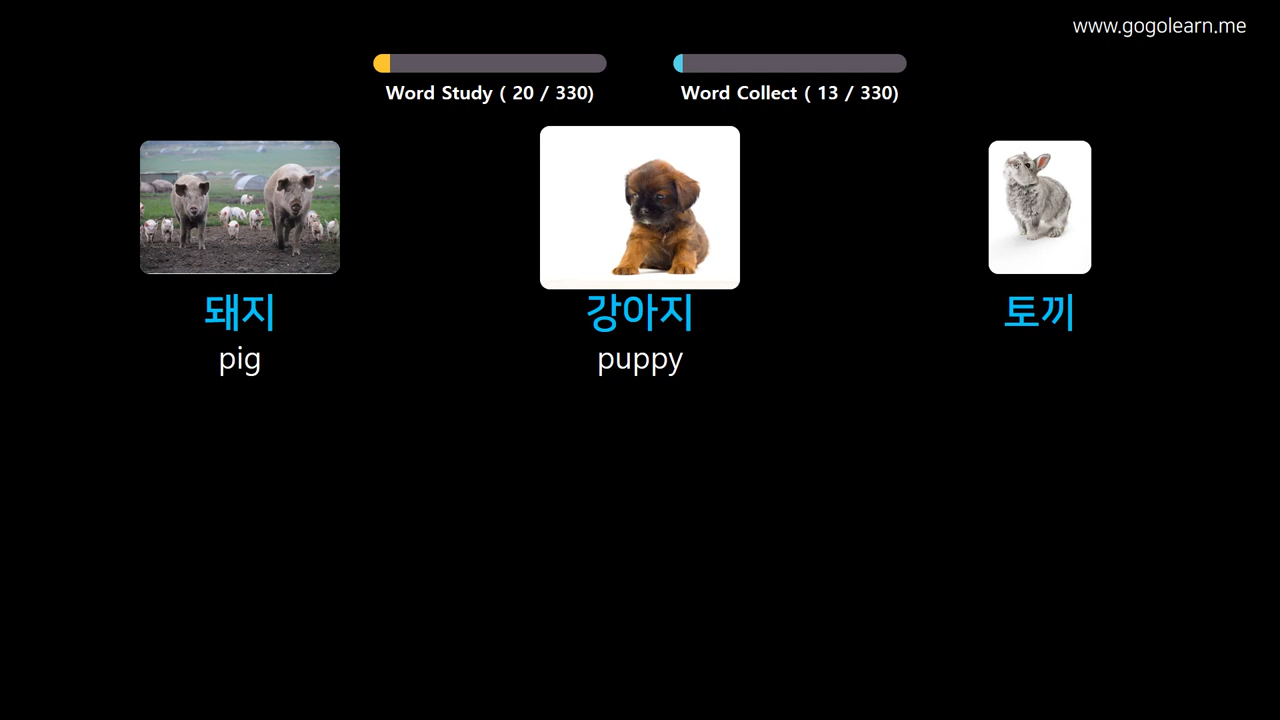 www.gogolearn.me
Word Study ( 20 / 330)
Word Collect ( 13 / 330)
돼지
강아지
토끼
pig
puppy